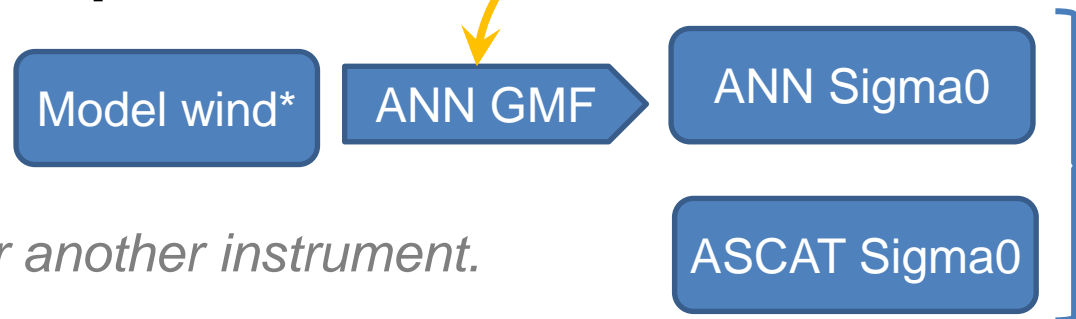 Model wind*
ANN GMF
ANN Sigma0
r another instrument.
ASCAT Sigma0